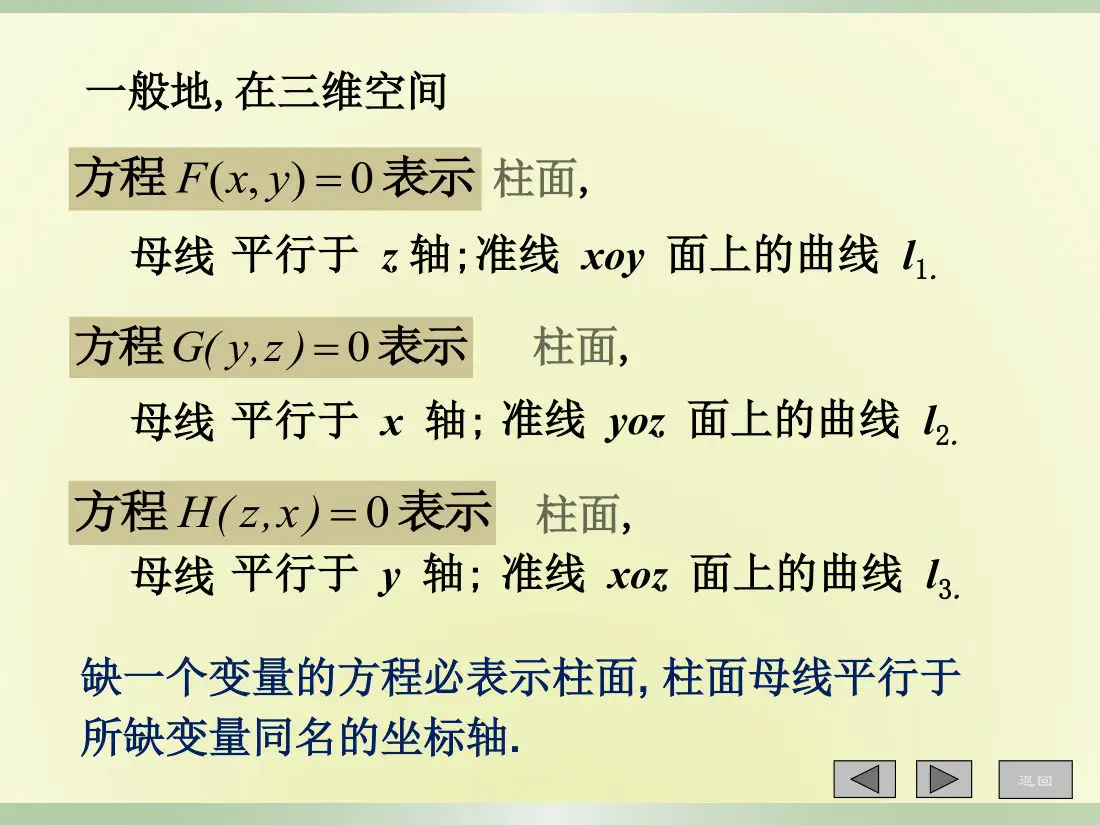 一般地, 在三维空间
方程 F(x, y) = 0 表示 柱面,
母线 平行于 z 轴; 准线 xoy 面上的曲线 l1.
方程 G( y,z ) = 0 表示 柱面,
母线 平行于 x 轴; 准线 yoz 面上的曲线 l2.
方程 H( z,x ) = 0 表示 柱面,
母线 平行于 y 轴; 准线 xoz 面上的曲线 l3.
缺一个变量的方程必表示柱面, 柱面母线平行于
所缺变量同名的坐标轴.
返回